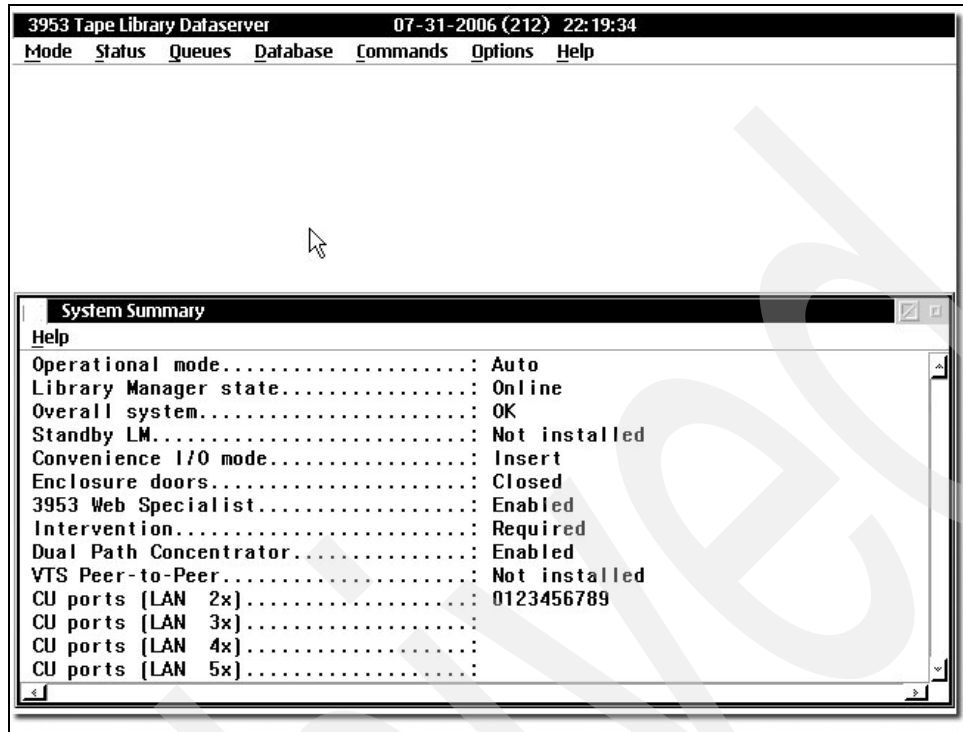 3953 Tape Library Dataserver 07-31-2006 (212) 22:19:34
Mode Status Queues Database Commands Options Help
System Summary
Help
Operational mode......................: Auto
Library Manager state.................: Online
Overall system........................: OK
Standby LM............................: Not installed
Convenience I/O mode..................: Insert
Enclosure doors.......................: Closed
3953 Web Specialist...................: Enabled
Intervention..........................: Required
Dual Path Concentrator...............: Enabled
VTS Peer-to-Peer......................: Not installed
CU ports (LAN 2x)....................: 0123456789
CU ports (LAN 3x)....................:
CU ports (LAN 4x)....................:
CU ports (LAN 5x)....................: